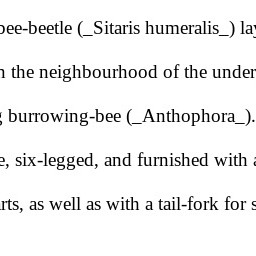 bee-beetle (_Sitaris humeralis_) lay
the neighbourhood of the under
burrowing-bee (_Anthophora_).
six-legged, and furnished with
as well as with a tail-fork for